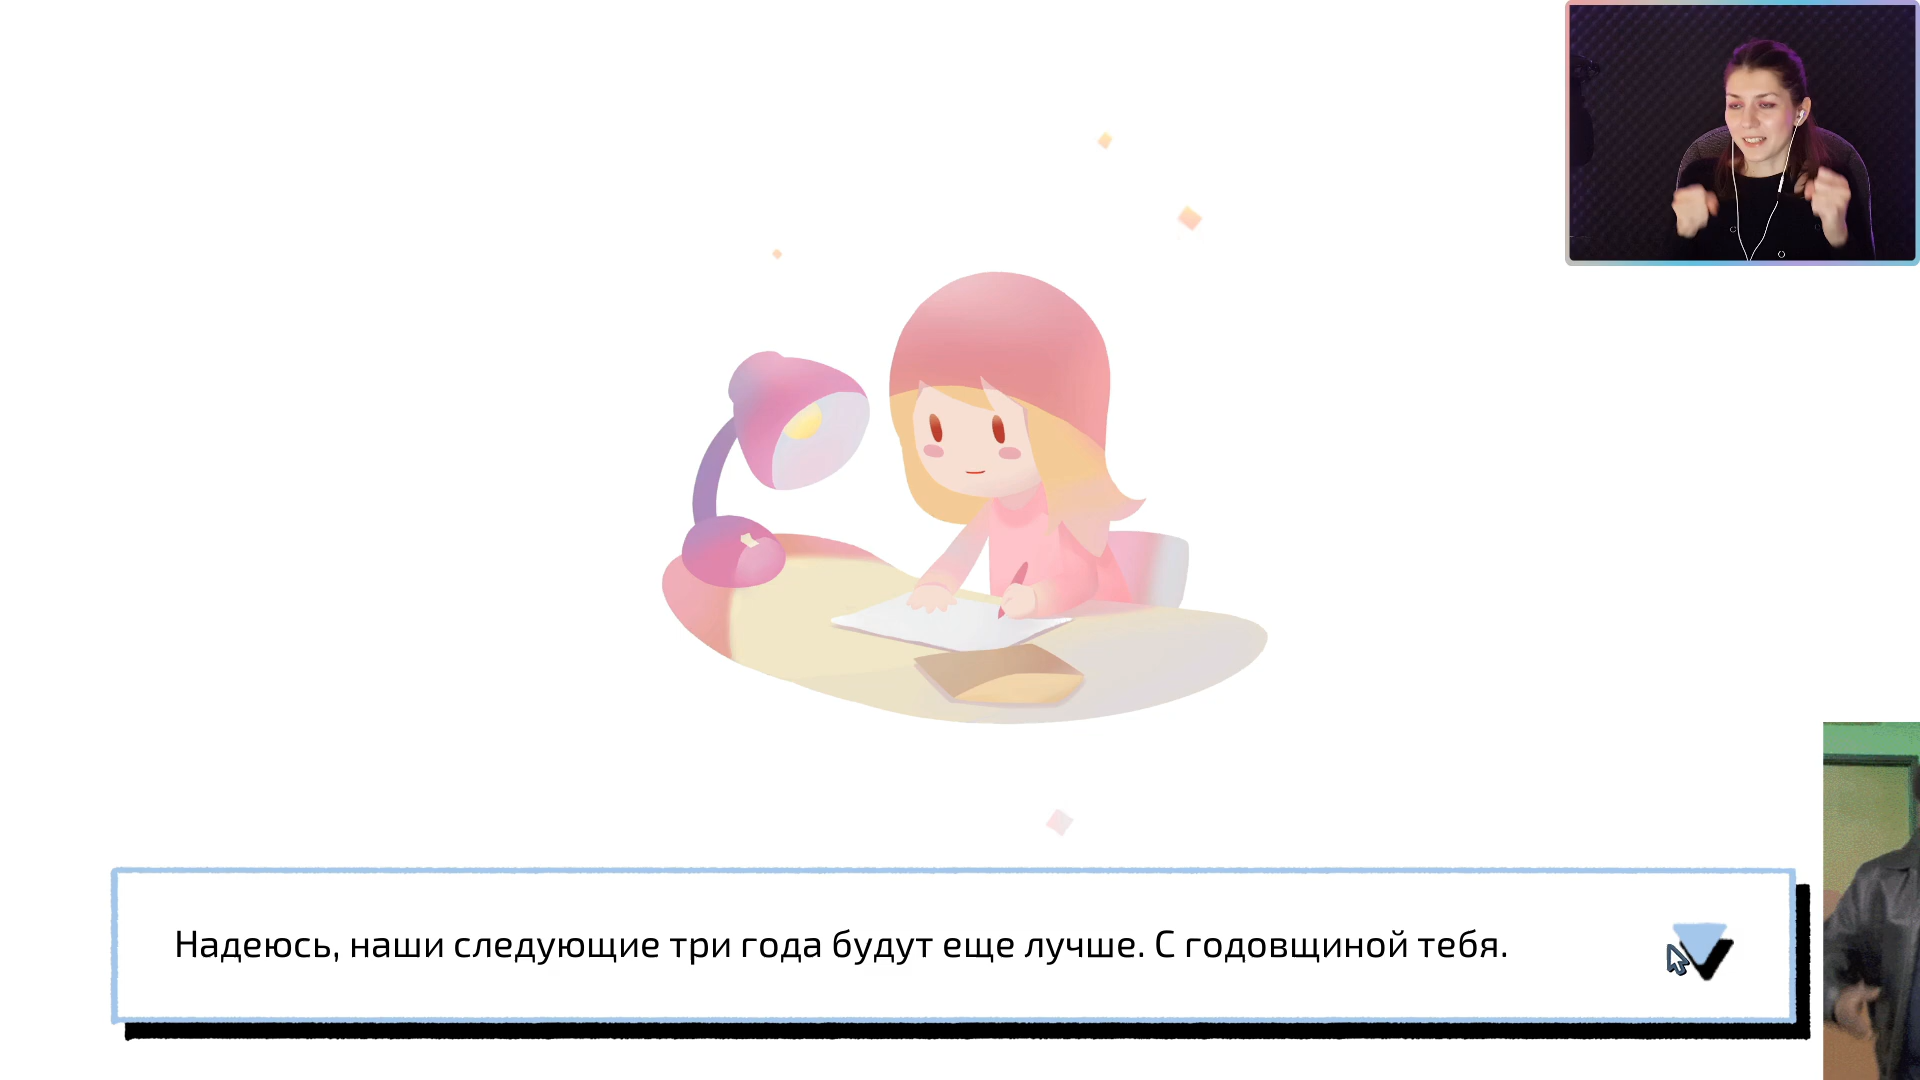 Надеюсь, наши следующие три года будут еще лучше. С годовщиной тебя.